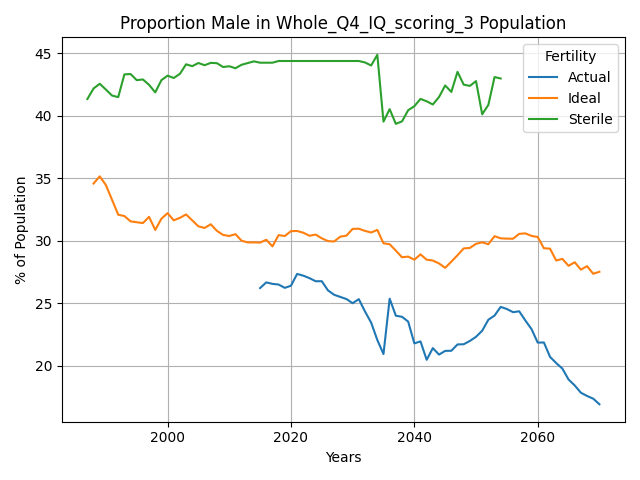 Proportion Male in Whole_Q4_IQ_scoring_3 Population
% of Population
45
40
35
30
25
20
2000
2020
2040
2060
Years
Fertility
Actual
Ideal
Sterile